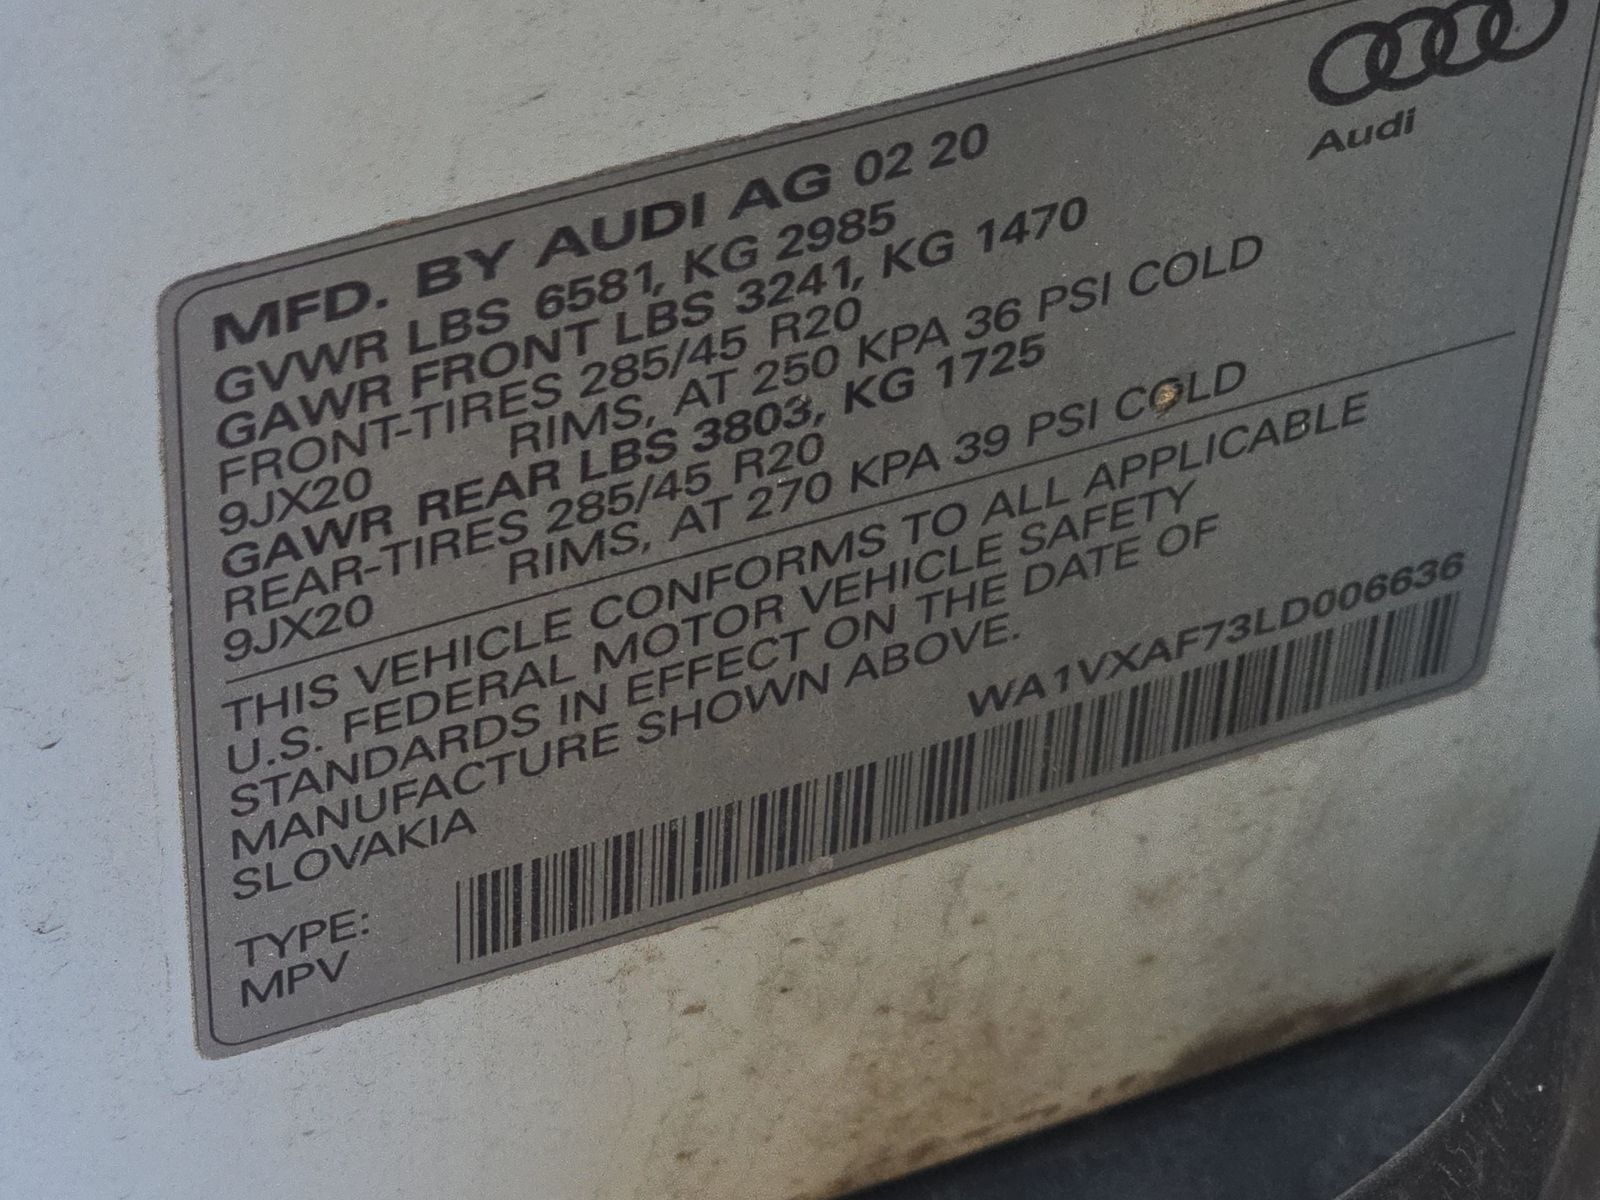 Audi
MFD. BY AUDI AG 02 20
GVWR LBS 6581, KG 2985
GAWR FRONT LBS 3241, KG 1470
FRONT-TIRES 285/45 R20
9JX20 RIMS, AT 250 KPA 36 PSI COLD
GAWR REAR LBS 3803, KG 1725
REAR-TIRES 285/45 R20
9JX20 RIMS, AT 270 KPA 39 PSI COLD
THIS VEHICLE CONFORMS TO ALL APPLICABLE
U.S. FEDERAL MOTOR VEHICLE SAFETY
STANDARDS IN EFFECT ON THE DATE OF
MANUFACTURE SHOWN ABOVE.
SLOVAKIA
WA1VXAF73LD006636
TYPE:
MPV